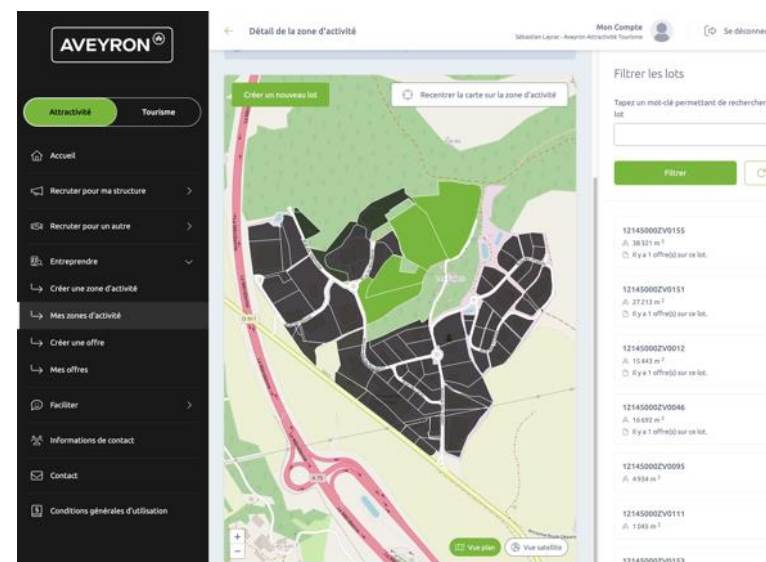 AVEYRON
Attractivité
Tourisme
Accueil
Recruter pour ma structure
Recruter pour un autre
Entreprendre
Créer une zone d'activité
Mes zones d'activité
Créer une offre
Mes offres
Faciliter
Informations de contact
Contact
Conditions générales d'utilisation
Détail de la zone d'activité
Mon Compte
Sébastien Layrac - Aveyron Attractivité Tourisme
Se déconnec
Créer un nouveau lot
Recentrer la carte sur la zone d'activité
D 911
A 75
+
−
Vue plan
Vue satellite
Filtrer les lots
Tapez un mot-clé permettant de rechercher
lot
Filtrer
12145000ZV0155
38 321 m²
Il y a 1 offre(s) sur ce lot.
12145000ZV0151
27 213 m²
Il y a 1 offre(s) sur ce lot.
12145000ZV0012
15 443 m²
Il y a 1 offre(s) sur ce lot.
12145000ZV0046
16 692 m²
Il y a 1 offre(s) sur ce lot.
12145000ZV0095
4 934 m²
12145000ZV0111
1 045 m²
12145000ZV0153